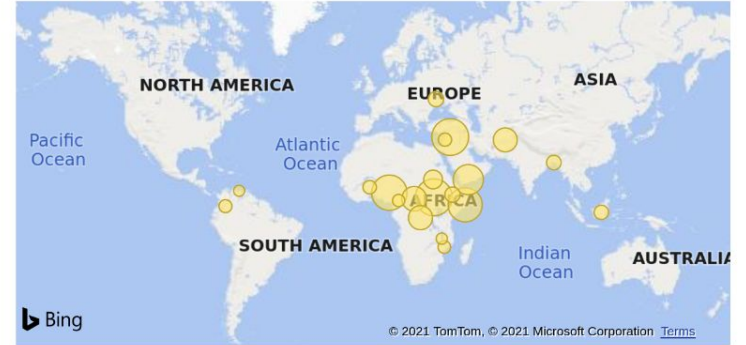 NORTH AMERICA
EUROPE
ASIA
Pacific
Ocean
Atlantic
Ocean
AFRICA
SOUTH AMERICA
Indian
Ocean
AUSTRALIA
Bing
© 2021 TomTom, © 2021 Microsoft Corporation Terms